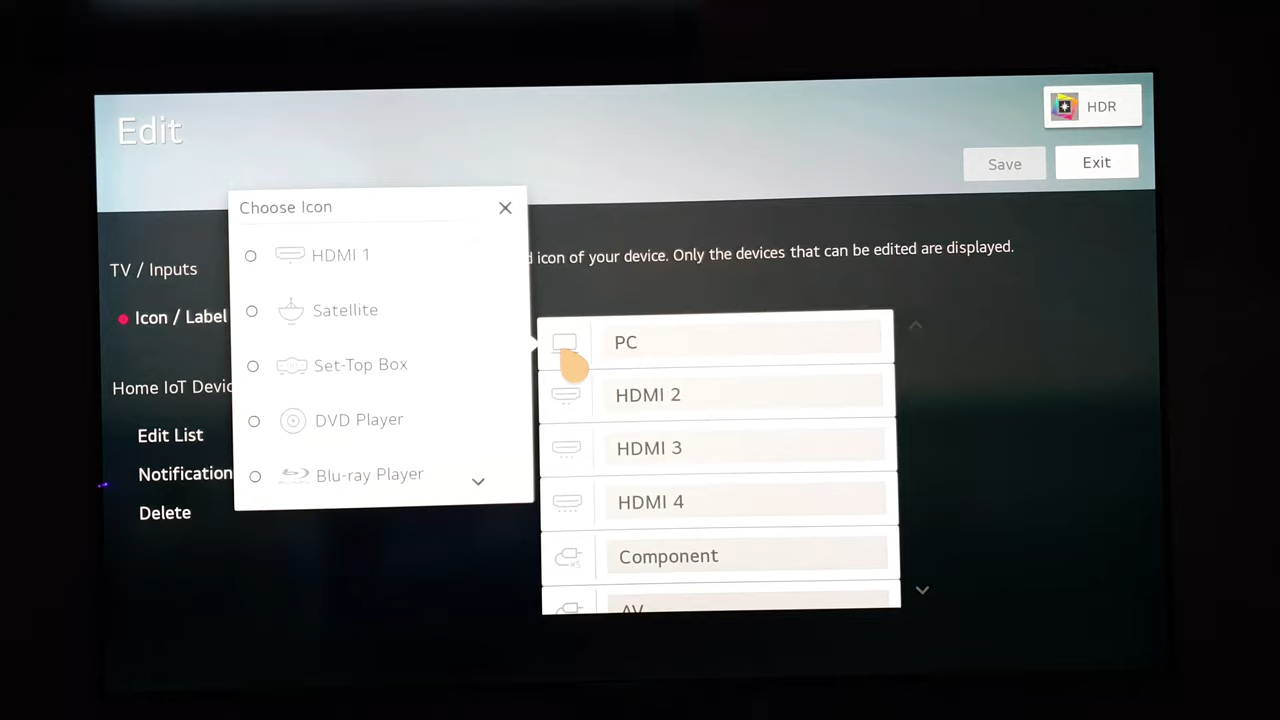 Edit
HDR
Save
Exit
Choose Icon
HDMI 1
Satellite
Set-Top Box
DVD Player
Blu-ray Player
TV / Inputs
Icon / Label
Home IoT Devic
Edit List
Notification
Delete
icon of your device. Only the devices that can be edited are displayed.
PC
HDMI 2
HDMI 3
HDMI 4
x5
Component
AV